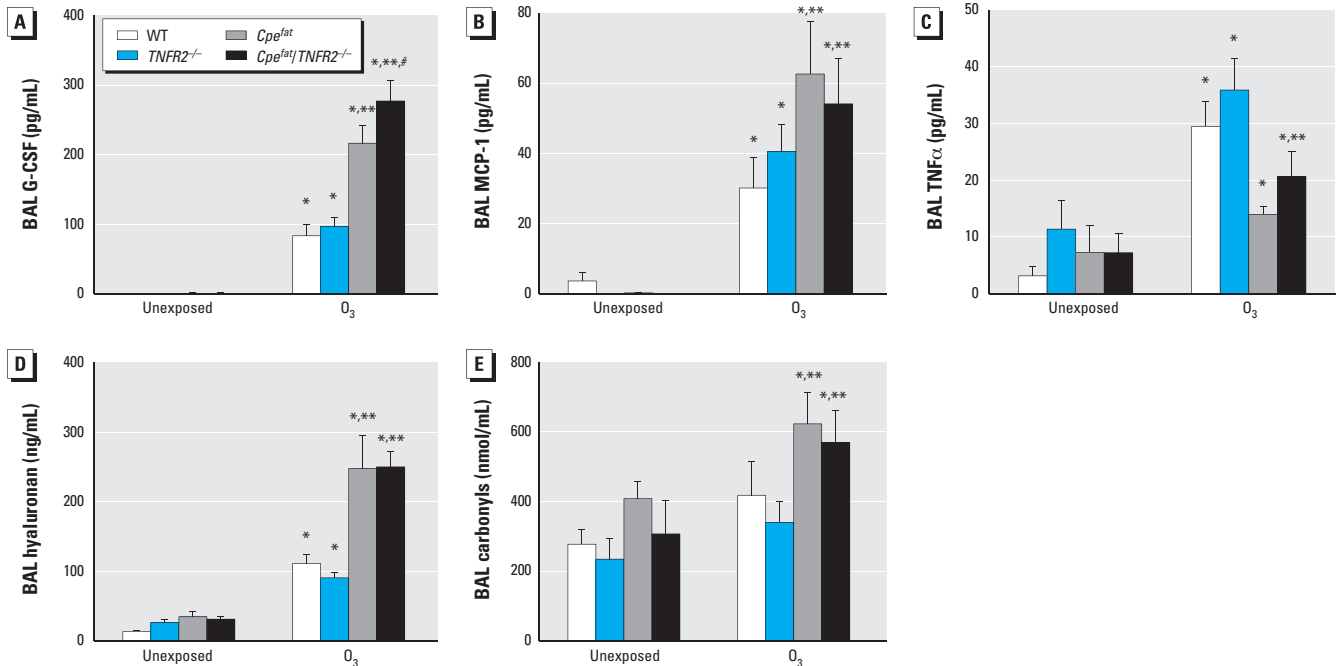 A
BAL G-CSF (pg/mL)
400
300
200
100
0
WT
TNFR2–/–
Cpefat
Cpefat/TNFR2–/–
*
*
*,**
*,**,#
Unexposed
O3
B
BAL MCP-1 (pg/mL)
80
60
40
20
0
*
*
*,**
*,**
Unexposed
O3
C
BAL TNFα (pg/mL)
50
40
30
20
10
0
*
*
*
*,**
Unexposed
O3
D
BAL hyaluronan (ng/mL)
400
300
200
100
0
*
*
*,**
*,**
Unexposed
O3
E
BAL carbonyls (nmol/mL)
800
600
400
200
0
*,**
*,**
Unexposed
O3